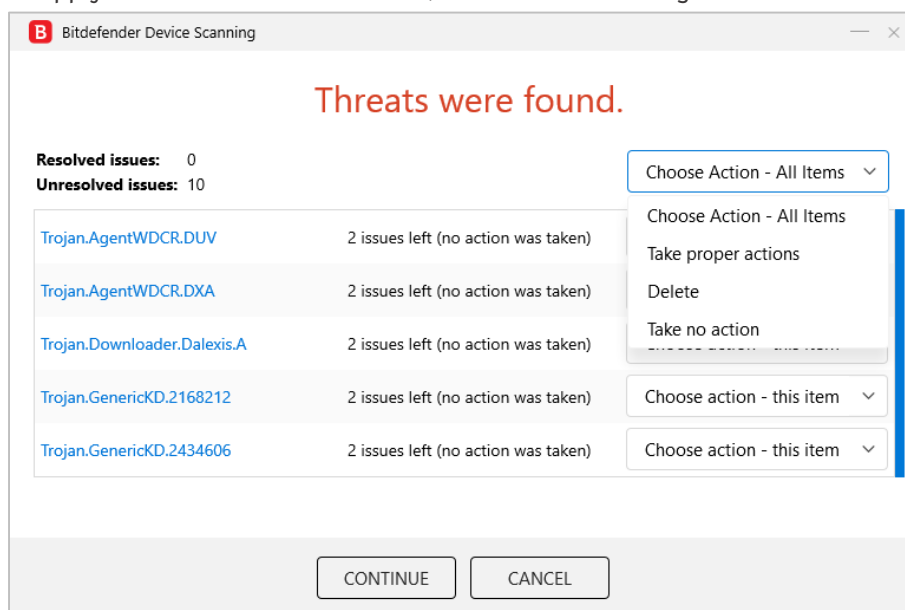 Bitdefender Device Scanning
Threats were found.
Resolved issues: 0
Unresolved issues: 10
Choose Action - All Items
Choose Action - All Items
Take proper actions
Delete
Take no action
Trojan.AgentWDCR.DUV 2 issues left (no action was taken)
Trojan.AgentWDCR.DXA 2 issues left (no action was taken)
Trojan.Downloader.Dalexis.A 2 issues left (no action was taken)
Trojan.GenericKD.2168212 2 issues left (no action was taken) Choose action - this item
Trojan.GenericKD.2434606 2 issues left (no action was taken) Choose action - this item
CONTINUE CANCEL